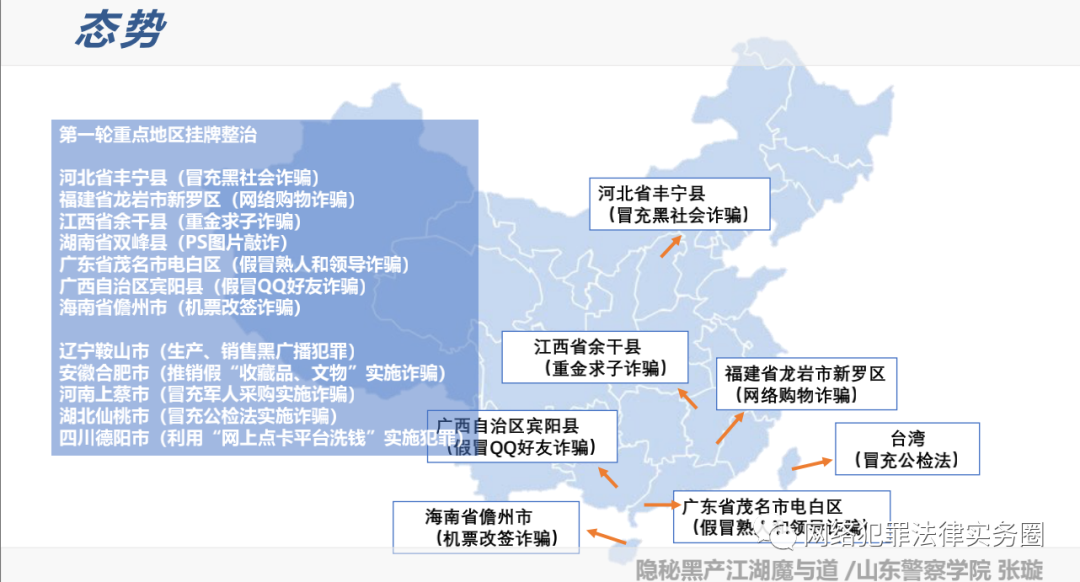 态势
第一轮重点地区挂牌整治
河北省丰宁县（冒充黑社会诈骗）
福建省龙岩市新罗区（网络购物诈骗）
江西省余干县（重金求子诈骗）
湖南省双峰县（PS图片敲诈）
广东省茂名市电白区（假冒熟人和领导诈骗）
广西自治区宾阳县（假冒QQ好友诈骗）
海南省儋州市（机票改签诈骗）
辽宁鞍山市（生产、销售黑广播犯罪）
安徽合肥市（推销假“收藏品、文物”实施诈骗）
河南上蔡市（冒充军人采购实施诈骗）
湖北仙桃市（冒充公检法实施诈骗）
四川德阳市（利用“网上点卡平台洗钱”实施犯罪）
河北省丰宁县
（冒充黑社会诈骗）
江西省余干县
（重金求子诈骗）
福建省龙岩市新罗区
（网络购物诈骗）
广西自治区宾阳县
（假冒QQ好友诈骗）
台湾
（冒充公检法）
海南省儋州市
（机票改签诈骗）
广东省茂名市电白区
（假冒熟人和领导诈骗）
网络犯罪法律实务圈
隐秘黑产江湖魔与道 /山东警察学院 张璇